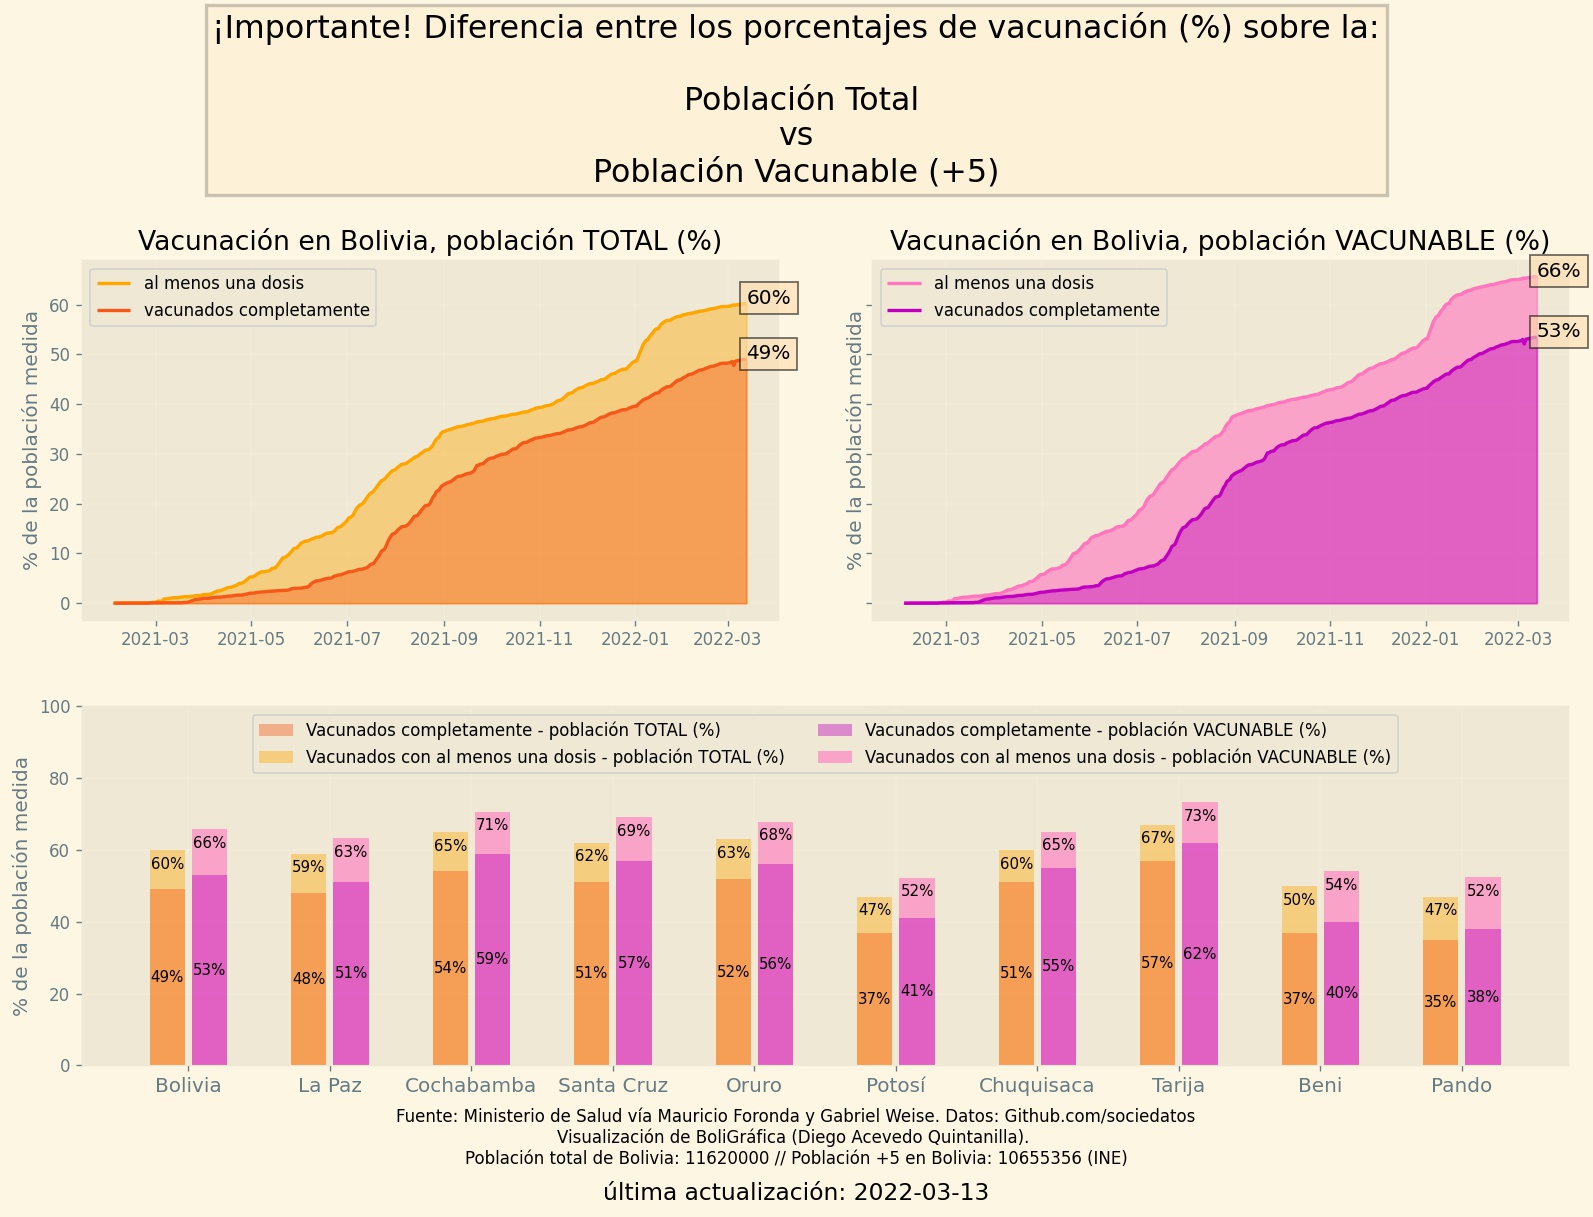 ¡Importante! Diferencia entre los porcentajes de vacunación (%) sobre la:
Población Total
vs
Población Vacunable (+5)
Vacunación en Bolivia, población TOTAL (%)
al menos una dosis
vacunados completamente
60%
49%
% de la población medida
60
50
40
30
20
10
0
2021-03 2021-05 2021-07 2021-09 2021-11 2022-01 2022-03
Vacunación en Bolivia, población VACUNABLE (%)
al menos una dosis
vacunados completamente
66%
53%
% de la población medida
2021-03 2021-05 2021-07 2021-09 2021-11 2022-01 2022-03
Vacunados completamente - población TOTAL (%)
Vacunados con al menos una dosis - población TOTAL (%)
Vacunados completamente - población VACUNABLE (%)
Vacunados con al menos una dosis - población VACUNABLE (%)
% de la población medida
100
80
60
40
20
0
60% 66% 59% 63% 65% 71% 62% 69% 63% 68% 47% 52% 60% 65% 67% 73% 50% 54% 47% 52%
49% 53% 48% 51% 54% 59% 51% 57% 52% 56% 37% 41% 51% 55% 57% 62% 37% 40% 35% 38%
Bolivia La Paz Cochabamba Santa Cruz Oruro Potosí Chuquisaca Tarija Beni Pando
Fuente: Ministerio de Salud vía Mauricio Foronda y Gabriel Weise. Datos: Github.com/sociedatos
Visualización de BoliGráfica (Diego Acevedo Quintanilla).
Población total de Bolivia: 11620000 // Población +5 en Bolivia: 10655356 (INE)
última actualización: 2022-03-13